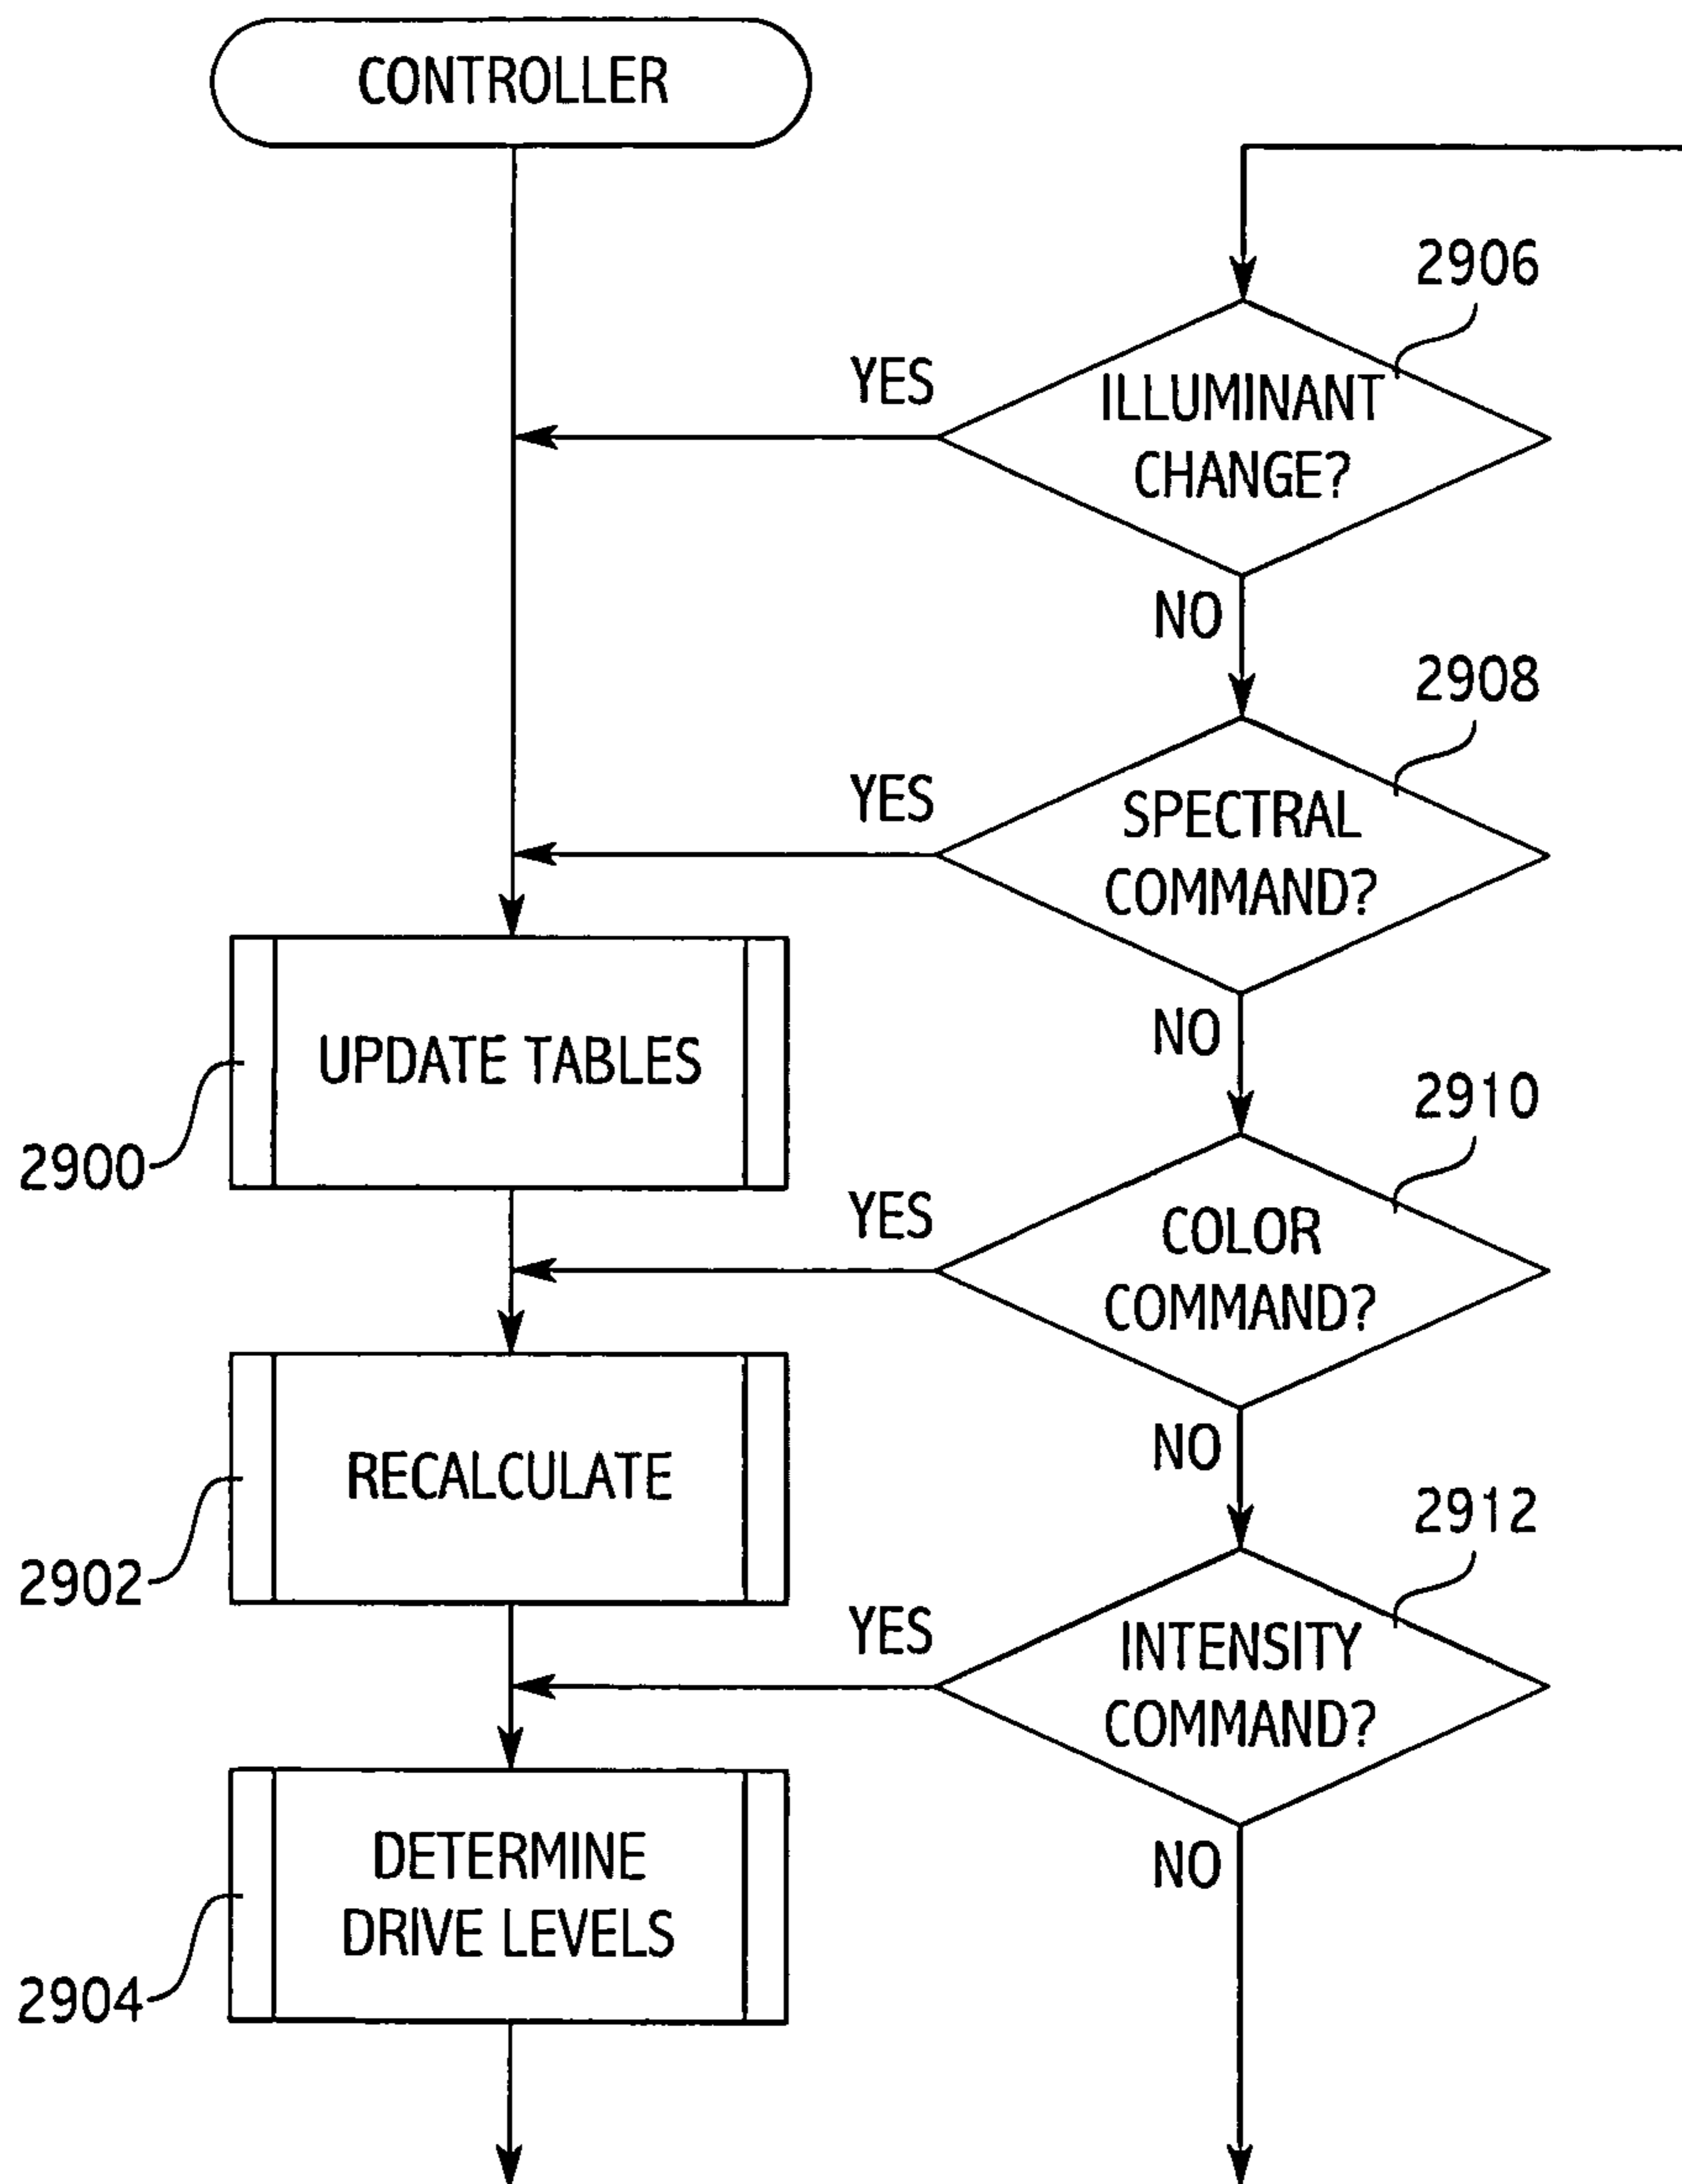 CONTROLLER
2906
YES
ILLUMINANT
CHANGE?
NO
2908
YES
SPECTRAL
COMMAND?
NO
UPDATE TABLES
2900
2910
YES
COLOR
COMMAND?
NO
RECALCULATE
2902
2912
YES
INTENSITY
COMMAND?
NO
DETERMINE
DRIVE LEVELS
2904